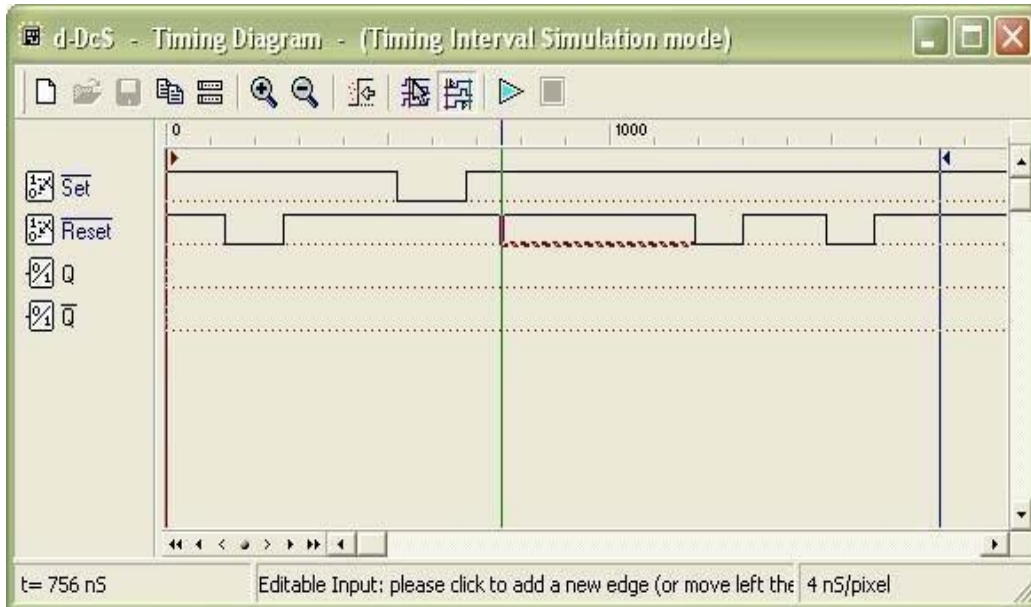 d-DcS - Timing Diagram - (Timing Interval Simulation mode)
0 1000
Set
Reset
Q
Q
t= 756 nS Editable Input: please click to add a new edge (or move left the 4 nS/pixel